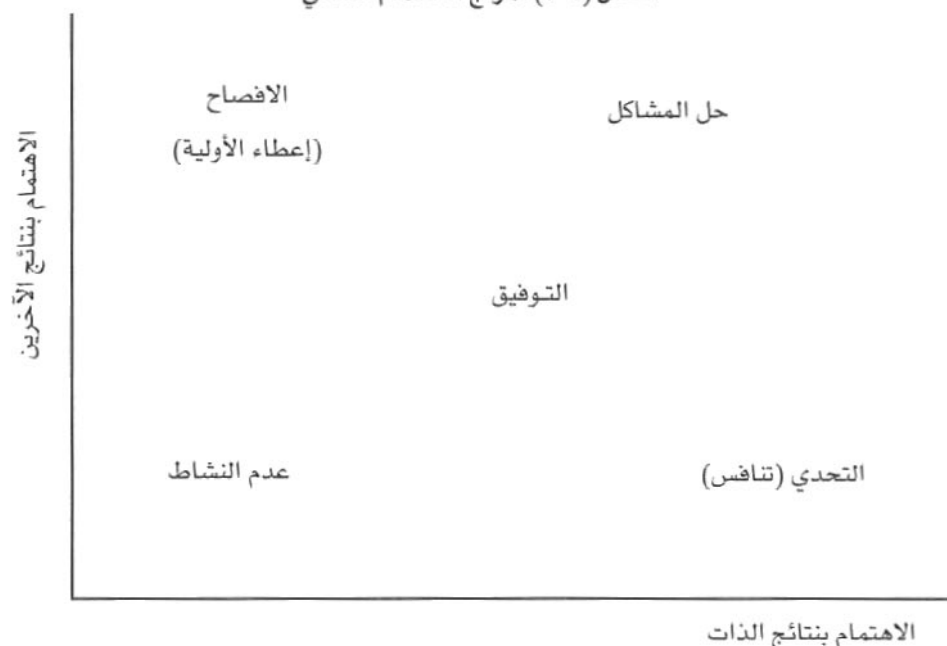 الافصاح
(إعطاء الأولية)
حل المشاكل
الاهتمام بنتائج الآخرين
التوفيق
عدم النشاط
التحدي (تنافس)
الاهتمام بنتائج الذات